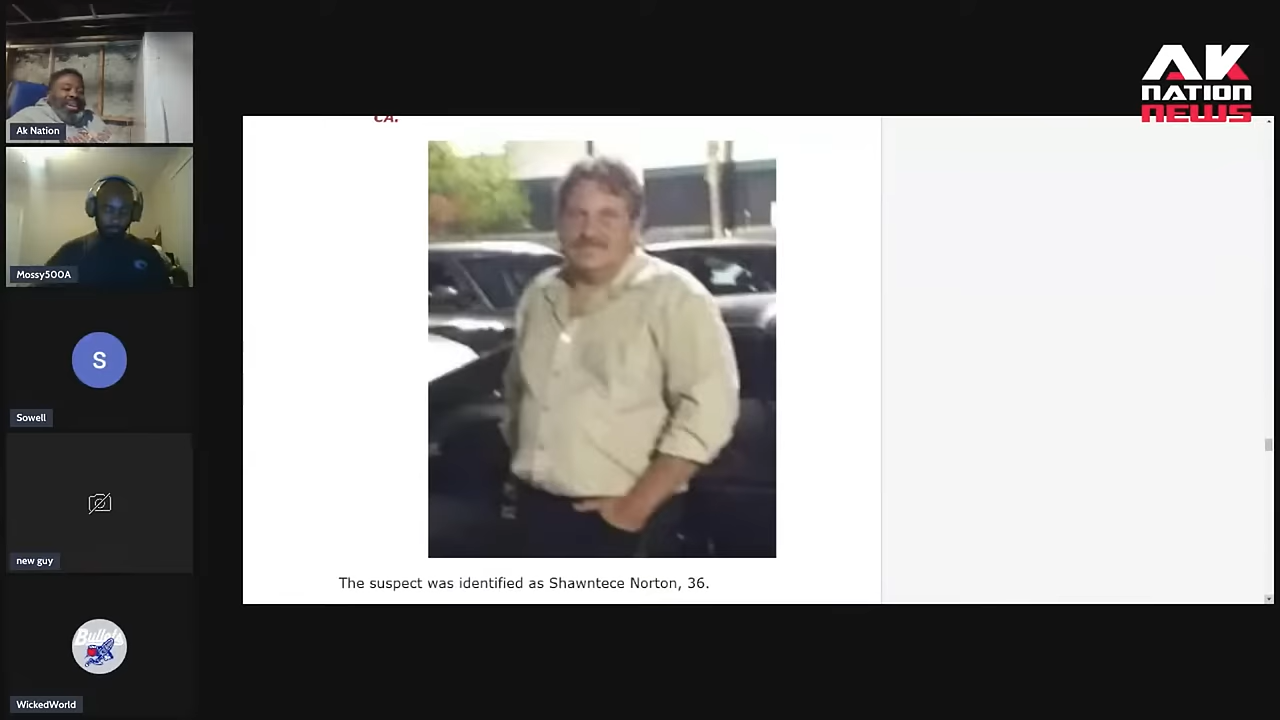 AK
NATION
NEWS
CA.
Ak Nation
Mossy500A
S
Sowell
new guy
Bullets
WickedWorld
The suspect was identified as Shawntece Norton, 36.